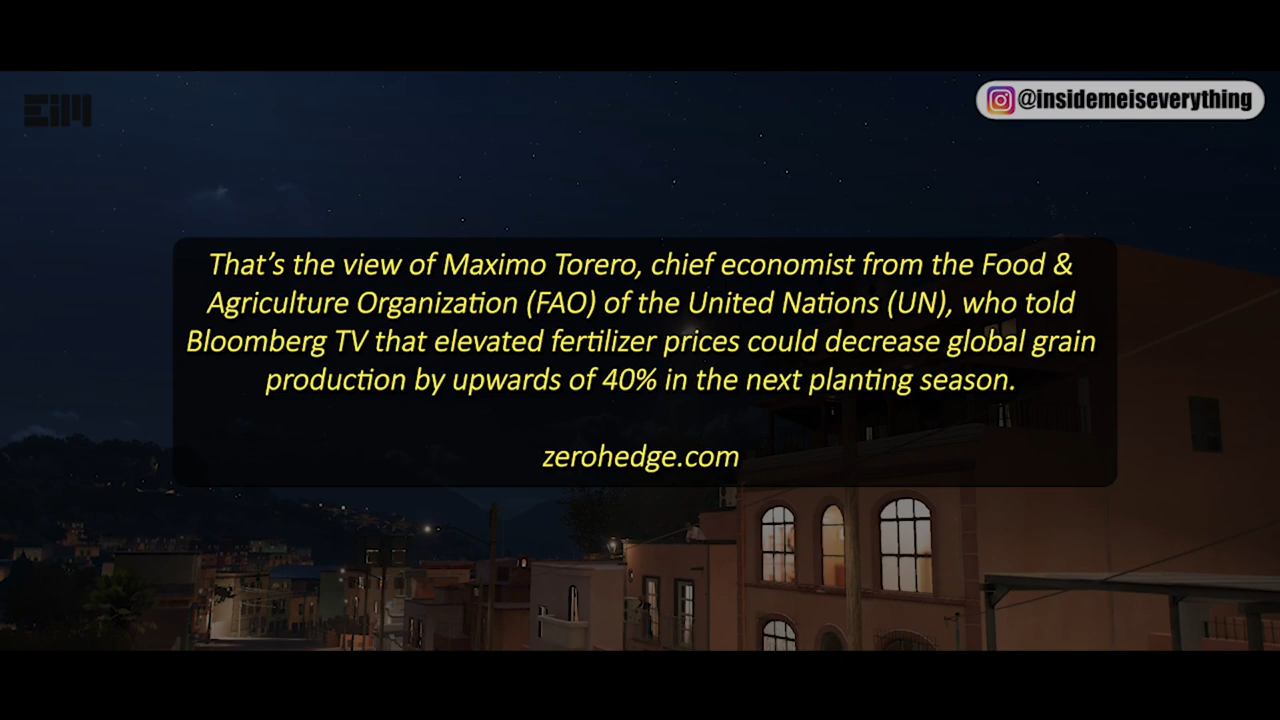 EiM
@insidemeiseverything
That's the view of Maximo Torero, chief economist from the Food &
Agriculture Organization (FAO) of the United Nations (UN), who told
Bloomberg TV that elevated fertilizer prices could decrease global grain
production by upwards of 40% in the next planting season.
zerohedge.com